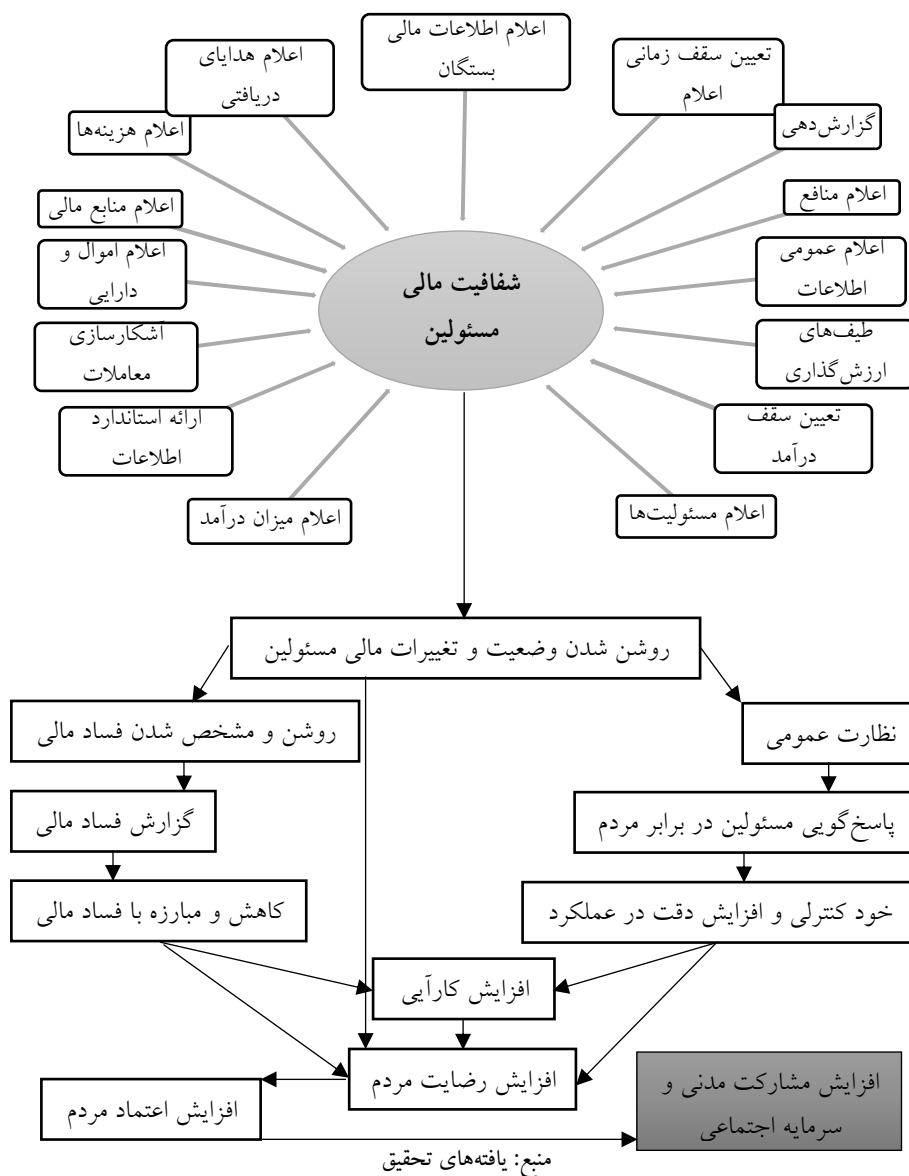 اعلام اطلاعات مالی
بستگان
تعیین سقف زمانی
اعلام
اعلام هدایای
دریافتی
گزارش‌دهی
اعلام هزینه‌ها
اعلام منافع
اعلام منابع مالی
اعلام عمومی
اطلاعات
اعلام اموال و
دارایی
شفافیت مالی
مسئولین
طیف‌های
ارزش‌گذاری
آشکارسازی
معاملات
تعیین سقف
درآمد
ارائه استاندارد
اطلاعات
اعلام مسئولیت‌ها
اعلام میزان درآمد
روشن شدن وضعیت و تغییرات مالی مسئولین
نظارت عمومی
روشن و مشخص شدن فساد مالی
پاسخ‌گویی مسئولین در برابر مردم
گزارش فساد مالی
خود کنترلی و افزایش دقت در عملکرد
کاهش و مبارزه با فساد مالی
افزایش کارآیی
افزایش رضایت مردم
افزایش مشارکت مدنی و
سرمایه اجتماعی
افزایش اعتماد مردم
منبع: یافته‌های تحقیق